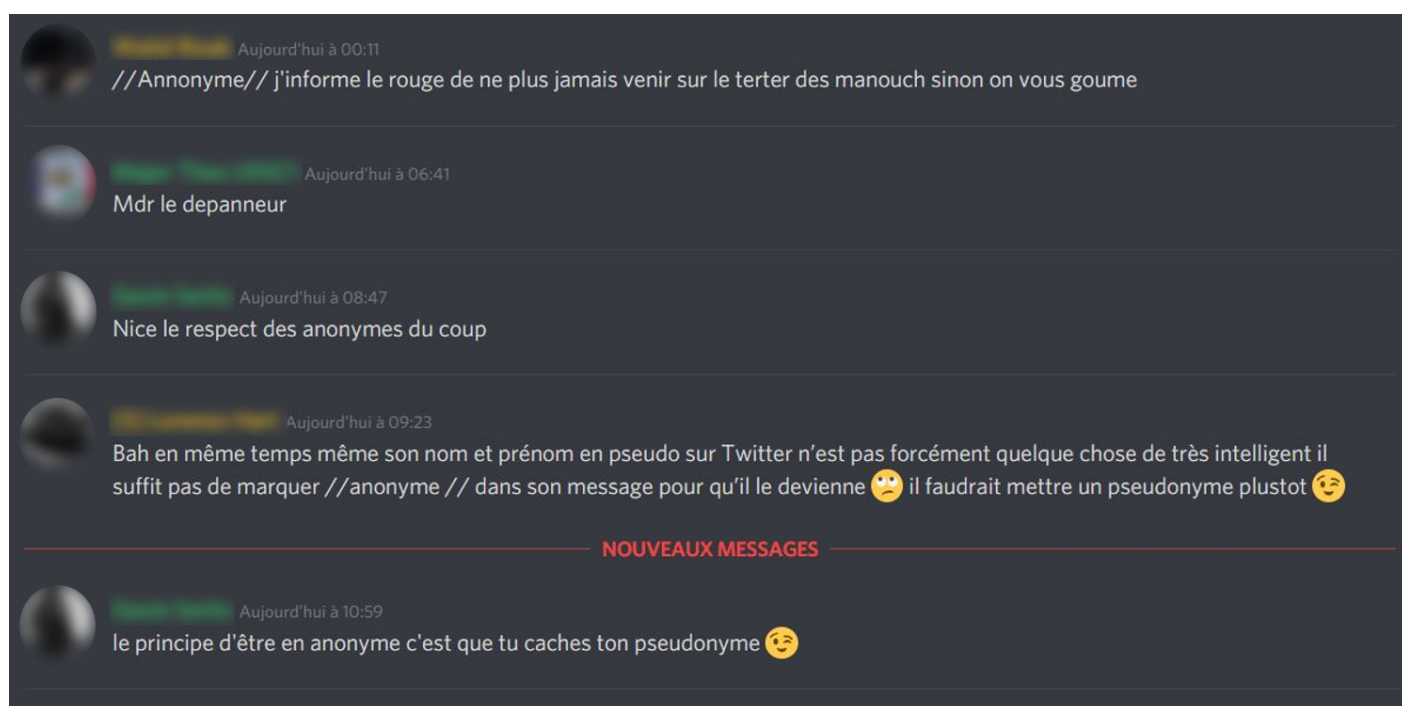 Aujourd'hui à 00:11
//Annonyme// j'informe le rouge de ne plus jamais venir sur le terter des manouch sinon on vous goume
Aujourd'hui à 06:41
Mdr le depanneur
Aujourd'hui à 08:47
Nice le respect des anonymes du coup
Aujourd'hui à 09:23
Bah en même temps même son nom et prénom en pseudo sur Twitter n'est pas forcément quelque chose de très intelligent il
suffit pas de marquer //anonyme // dans son message pour qu'il le devienne 🙄 il faudrait mettre un pseudonyme plustot 😉
NOUVEAUX MESSAGES
Aujourd'hui à 10:59
le principe d'être en anonyme c'est que tu caches ton pseudonyme 😉